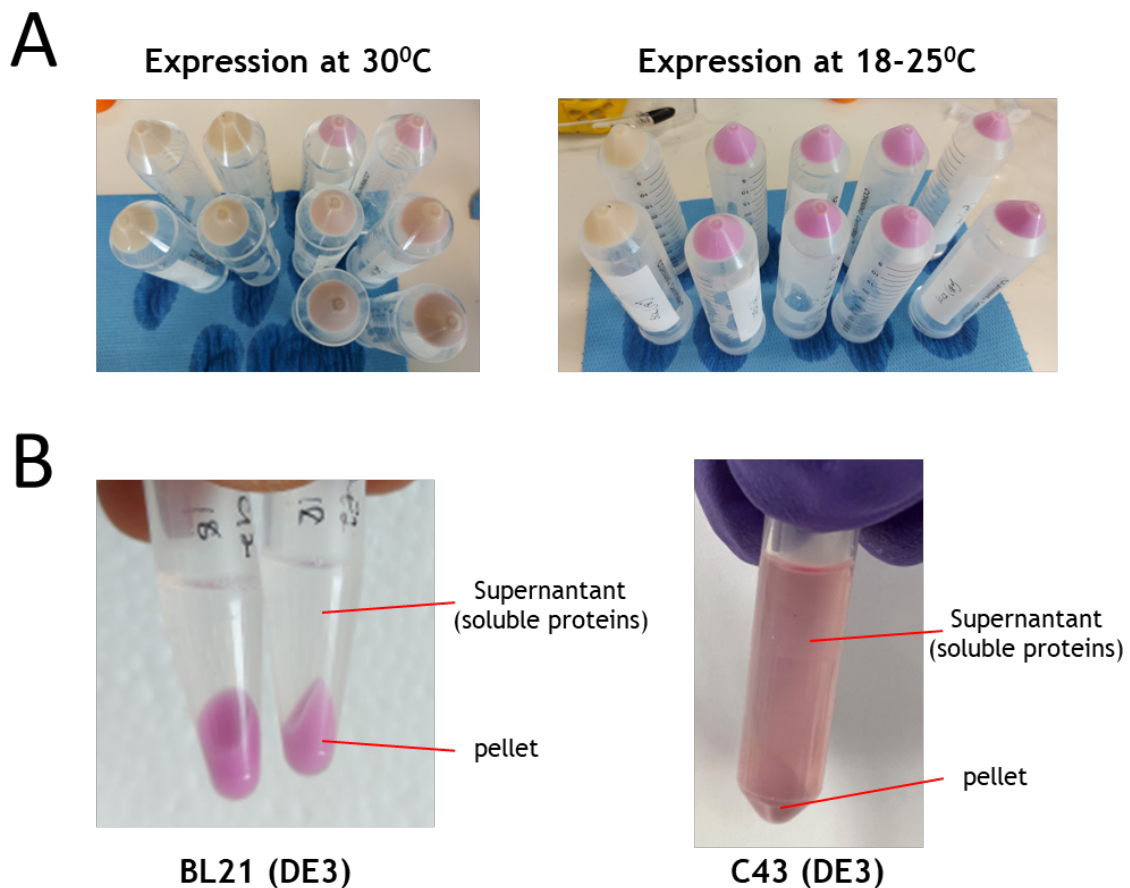 A
Expression at 30⁰C
Expression at 18-25⁰C
B
Supernantant
(soluble proteins)
pellet
Supernantant
(soluble proteins)
pellet
BL21 (DE3)
C43 (DE3)